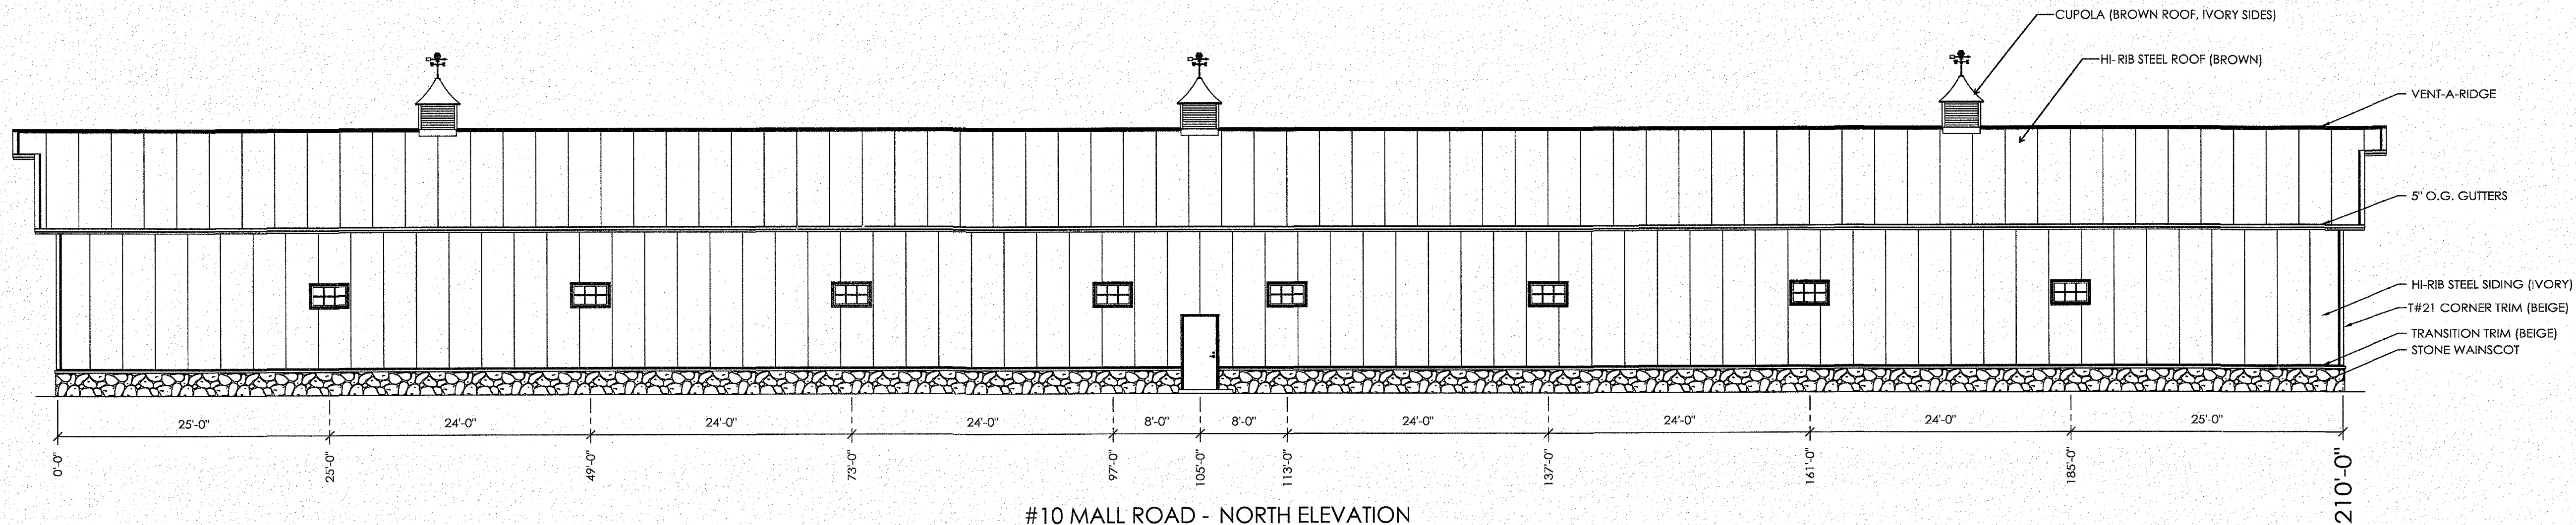 CUPOLA (BROWN ROOF, IVORY SIDES)
HI-RIB STEEL ROOF (BROWN)
VENT-A-RIDGE
5" O.G. GUTTERS
HI-RIB STEEL SIDING (IVORY)
T#21 CORNER TRIM (BEIGE)
TRANSITION TRIM (BEIGE)
STONE WAINSCOT
25'-0" 24'-0" 24'-0" 24'-0" 8'-0" 8'-0" 24'-0" 24'-0" 24'-0" 25'-0"
0'-0" 25'-0" 49'-0" 73'-0" 97'-0" 105'-0" 113'-0" 137'-0" 161'-0" 185'-0" 210'-0"
#10 MALL ROAD - NORTH ELEVATION